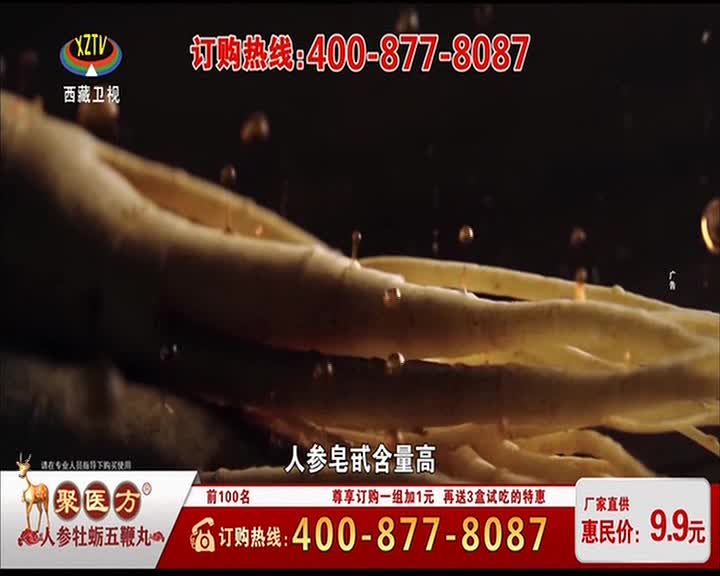 XZTV
西藏卫视
订购热线:400-877-8087
广告
人参皂甙含量高
请在专业人员指导下购买使用
聚医方®
人参牡蛎五鞭丸
前100名 尊享订购一组加1元 再送3盒试吃的特惠
订购热线:400-877-8087
厂家直供
惠民价:9.9元